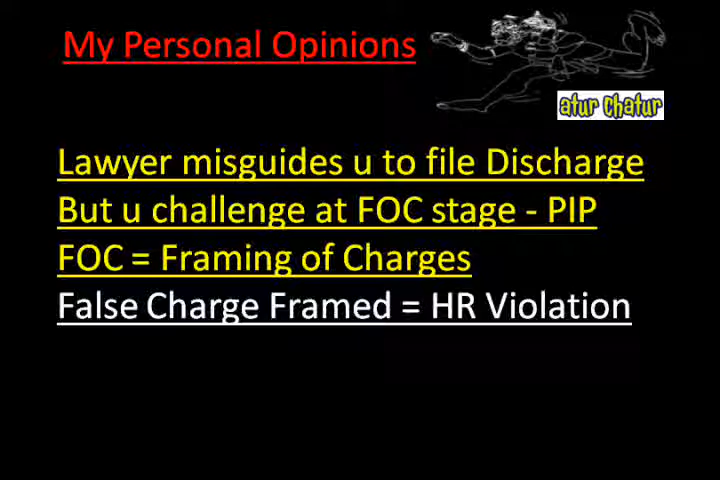 My Personal Opinions
atur chatur
Lawyer misguides u to file Discharge
But u challenge at FOC stage - PIP
FOC = Framing of Charges
False Charge Framed = HR Violation